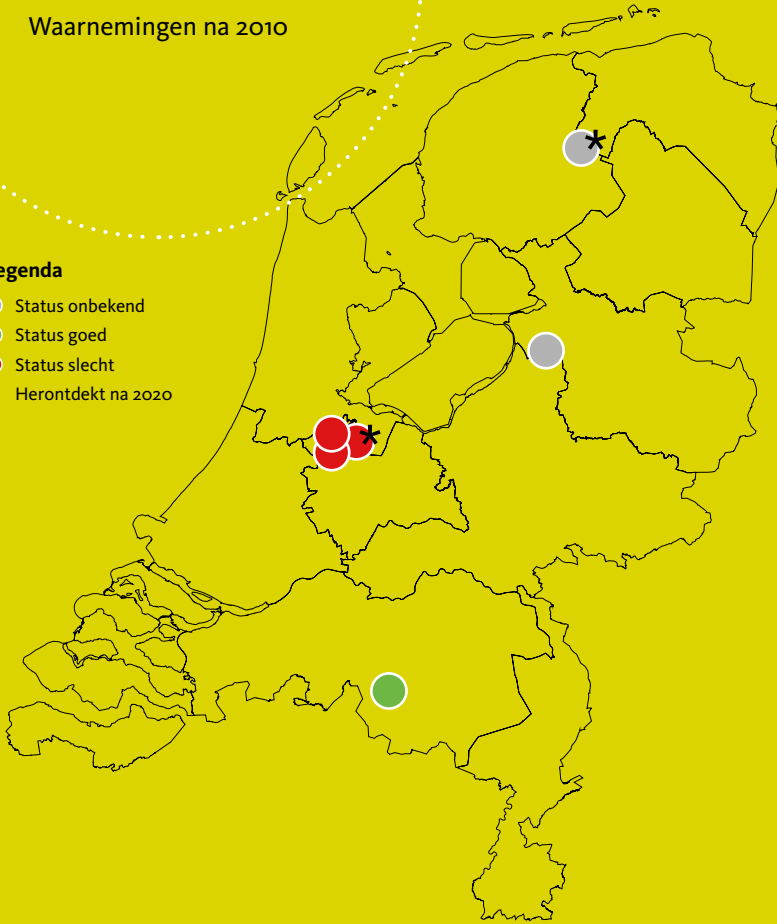 Waarnemingen na 2010
egenda
Status onbekend
Status goed
Status slecht
Herontdekt na 2020